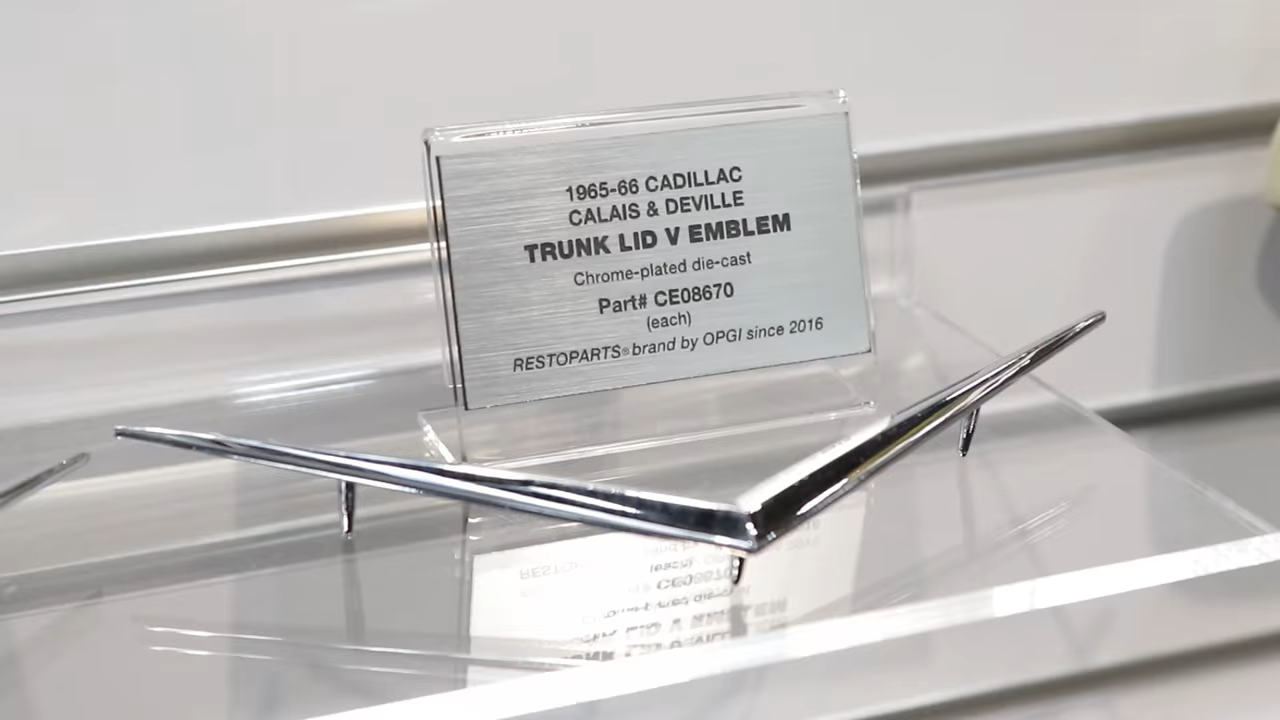 1965-66 CADILLAC
CALAIS & DEVILLE
TRUNK LID V EMBLEM
Chrome-plated die-cast
Part# CE08670
(each)
RESTOPARTS® brand by OPGI since 2016